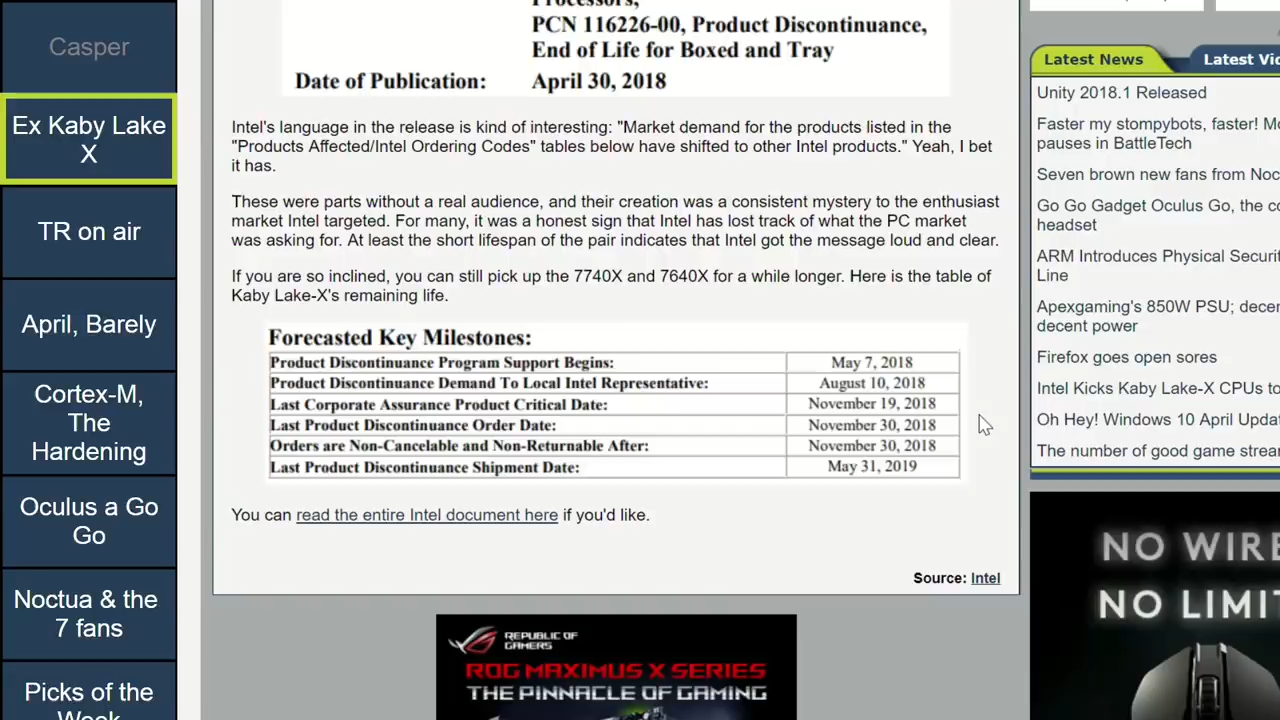 Casper
Ex Kaby Lake
X
TR on air
April, Barely
Cortex-M,
The
Hardening
Oculus a Go
Go
Noctua & the
7 fans
Picks of the
Week
Processors,
PCN 116226-00, Product Discontinuance,
End of Life for Boxed and Tray
Date of Publication: April 30, 2018
Intel's language in the release is kind of interesting: "Market demand for the products listed in the
"Products Affected/Intel Ordering Codes" tables below have shifted to other Intel products." Yeah, I bet
it has.
These were parts without a real audience, and their creation was a consistent mystery to the enthusiast
market Intel targeted. For many, it was a honest sign that Intel has lost track of what the PC market
was asking for. At least the short lifespan of the pair indicates that Intel got the message loud and clear.
If you are so inclined, you can still pick up the 7740X and 7640X for a while longer. Here is the table of
Kaby Lake-X's remaining life.
Forecasted Key Milestones:
Product Discontinuance Program Support Begins: May 7, 2018
Product Discontinuance Demand To Local Intel Representative: August 10, 2018
Last Corporate Assurance Product Critical Date: November 19, 2018
Last Product Discontinuance Order Date: November 30, 2018
Orders are Non-Cancelable and Non-Returnable After: November 30, 2018
Last Product Discontinuance Shipment Date: May 31, 2019
You can read the entire Intel document here if you'd like.
Source: Intel
REPUBLIC OF
GAMERS
ROG MAXIMUS X SERIES
THE PINNACLE OF GAMING
Latest News Latest Vi
Unity 2018.1 Released
Faster my stompybots, faster! M
pauses in BattleTech
Seven brown new fans from Noc
Go Go Gadget Oculus Go, the c
headset
ARM Introduces Physical Securi
Line
Apexgaming's 850W PSU; decen
decent power
Firefox goes open sores
Intel Kicks Kaby Lake-X CPUs to
Oh Hey! Windows 10 April Updat
The number of good game strea
NO WIRE
NO LIMIT